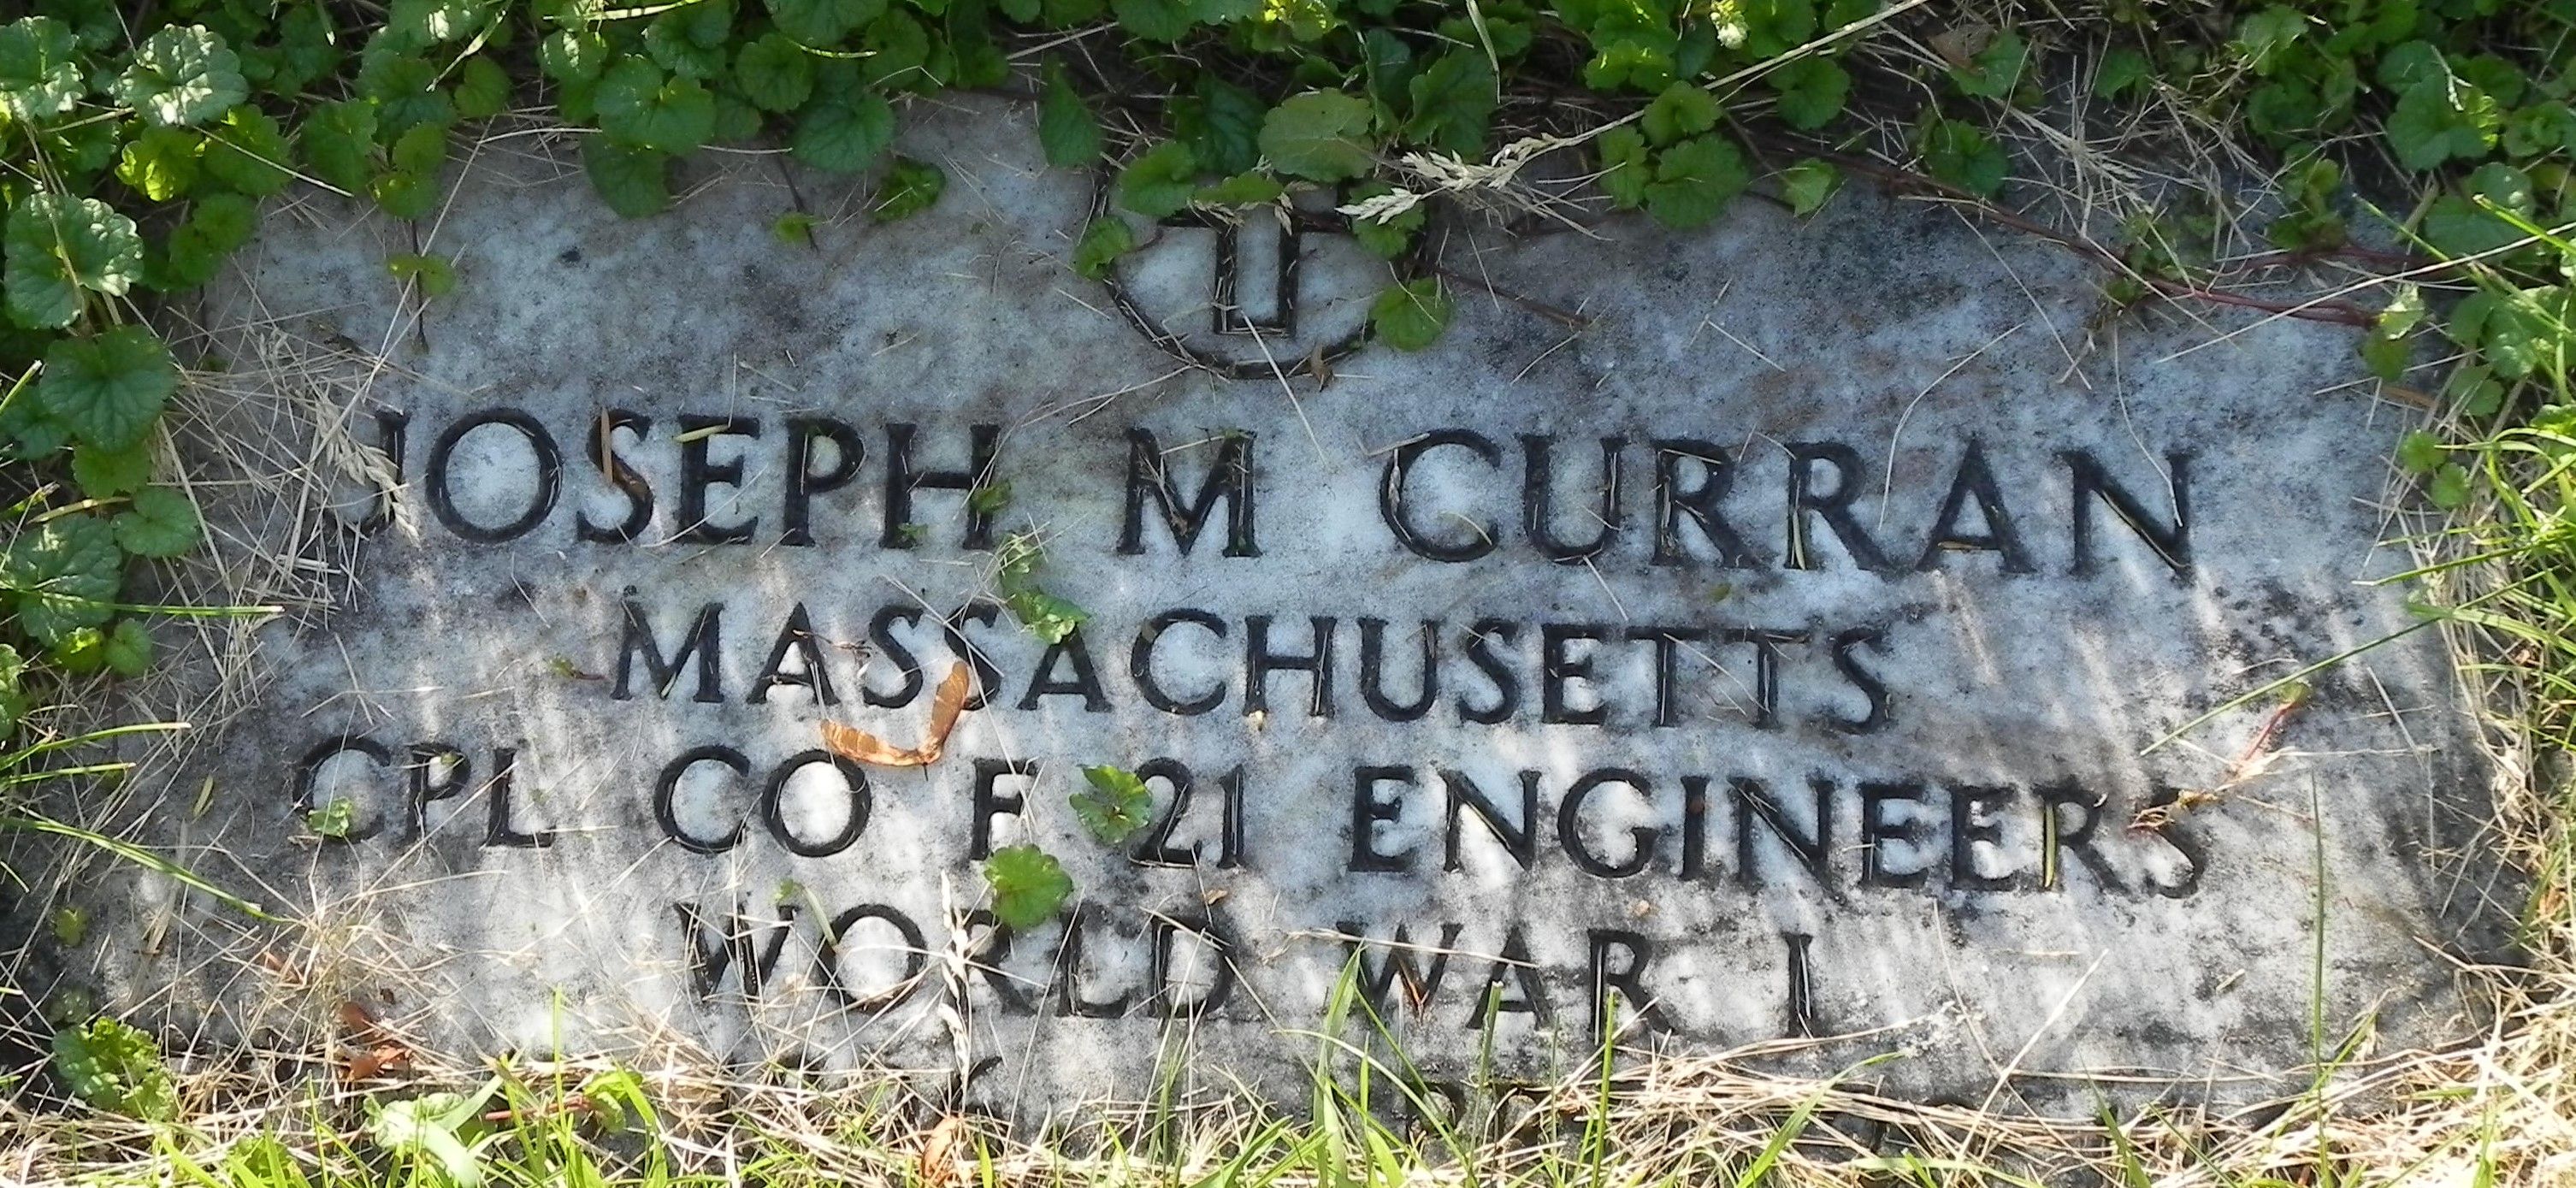 JOSEPH M CURRAN
MASSACHUSETTS
CPL CO F 21 ENGINEERS
WORLD WAR I